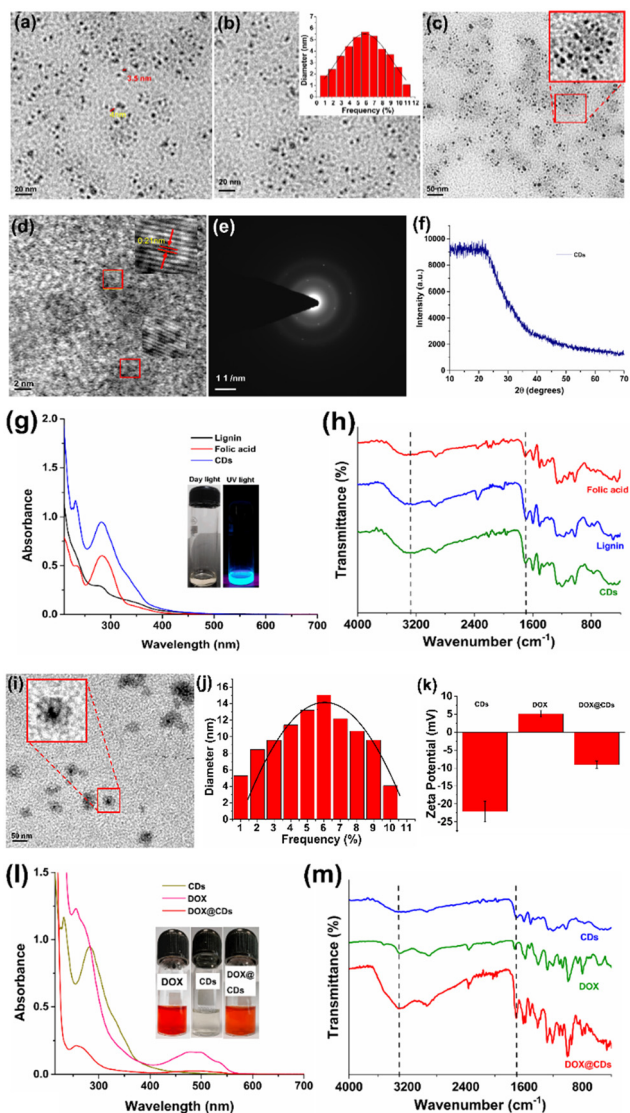 (a)
3.5 nm
20 nm
(b)
Diameter (nm)
7
6
5
4
3
2
1
0
0 1 2 3 4 5 6 7 8 9 10 11 12
Frequency (%)
20 nm
(c)
50 nm
(d)
2 nm
(e)
1 1/nm
(f)
Intensity (a.u.)
10000
8000
6000
4000
2000
0
CDs
10 20 30 40 50 60 70
2θ (degrees)
(g)
Absorbance
2.0
1.5
1.0
0.5
0.0
Lignin
Folic acid
CDs
Day light UV light
300 400 500 600 700
Wavelength (nm)
(h)
Transmittance (%)
Folic acid
Lignin
CDs
4000 3200 2400 1600 800
Wavenumber (cm-1)
(i)
50 nm
(j)
Diameter (nm)
16
14
12
10
8
6
4
2
0
1 2 3 4 5 6 7 8 9 10 11
Frequency (%)
(k)
Zeta Potential (mV)
10
5
0
-5
-10
-15
-20
-25
CDs DOX DOX@CDs
(l)
Absorbance
1.5
1.0
0.5
0.0
CDs
DOX
DOX@CDs
DOX CDs DOX@
CDs
300 400 500 600 700
Wavelength (nm)
(m)
Transmittance (%)
CDs
DOX
DOX@CDs
4000 3200 2400 1600 800
Wavenumber (cm-1)